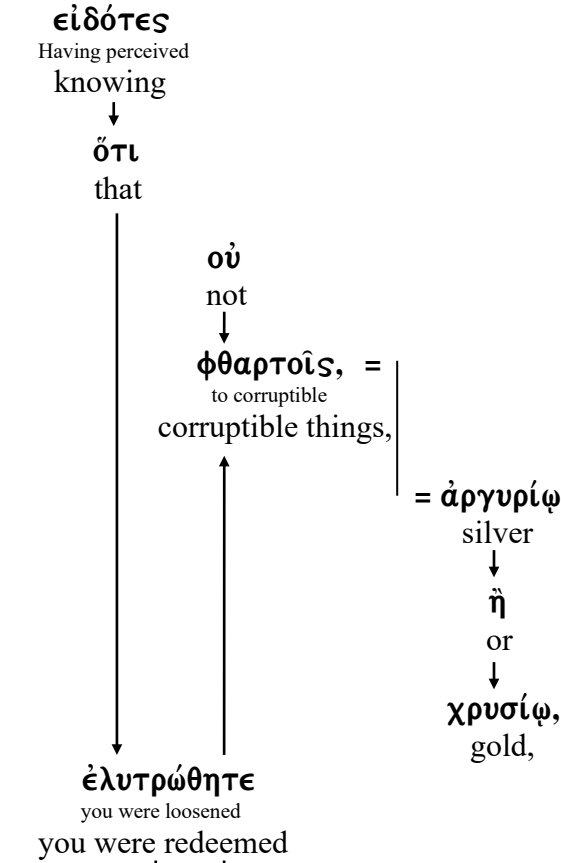 εἰδότες
Having perceived
knowing
ὅτι
that
οὐ
not
φθαρτοῖς, =
to corruptible
corruptible things,
= ἀργυρίῳ
silver
ἢ
or
χρυσίῳ,
gold,
ἐλυτρώθητε
you were loosened
you were redeemed